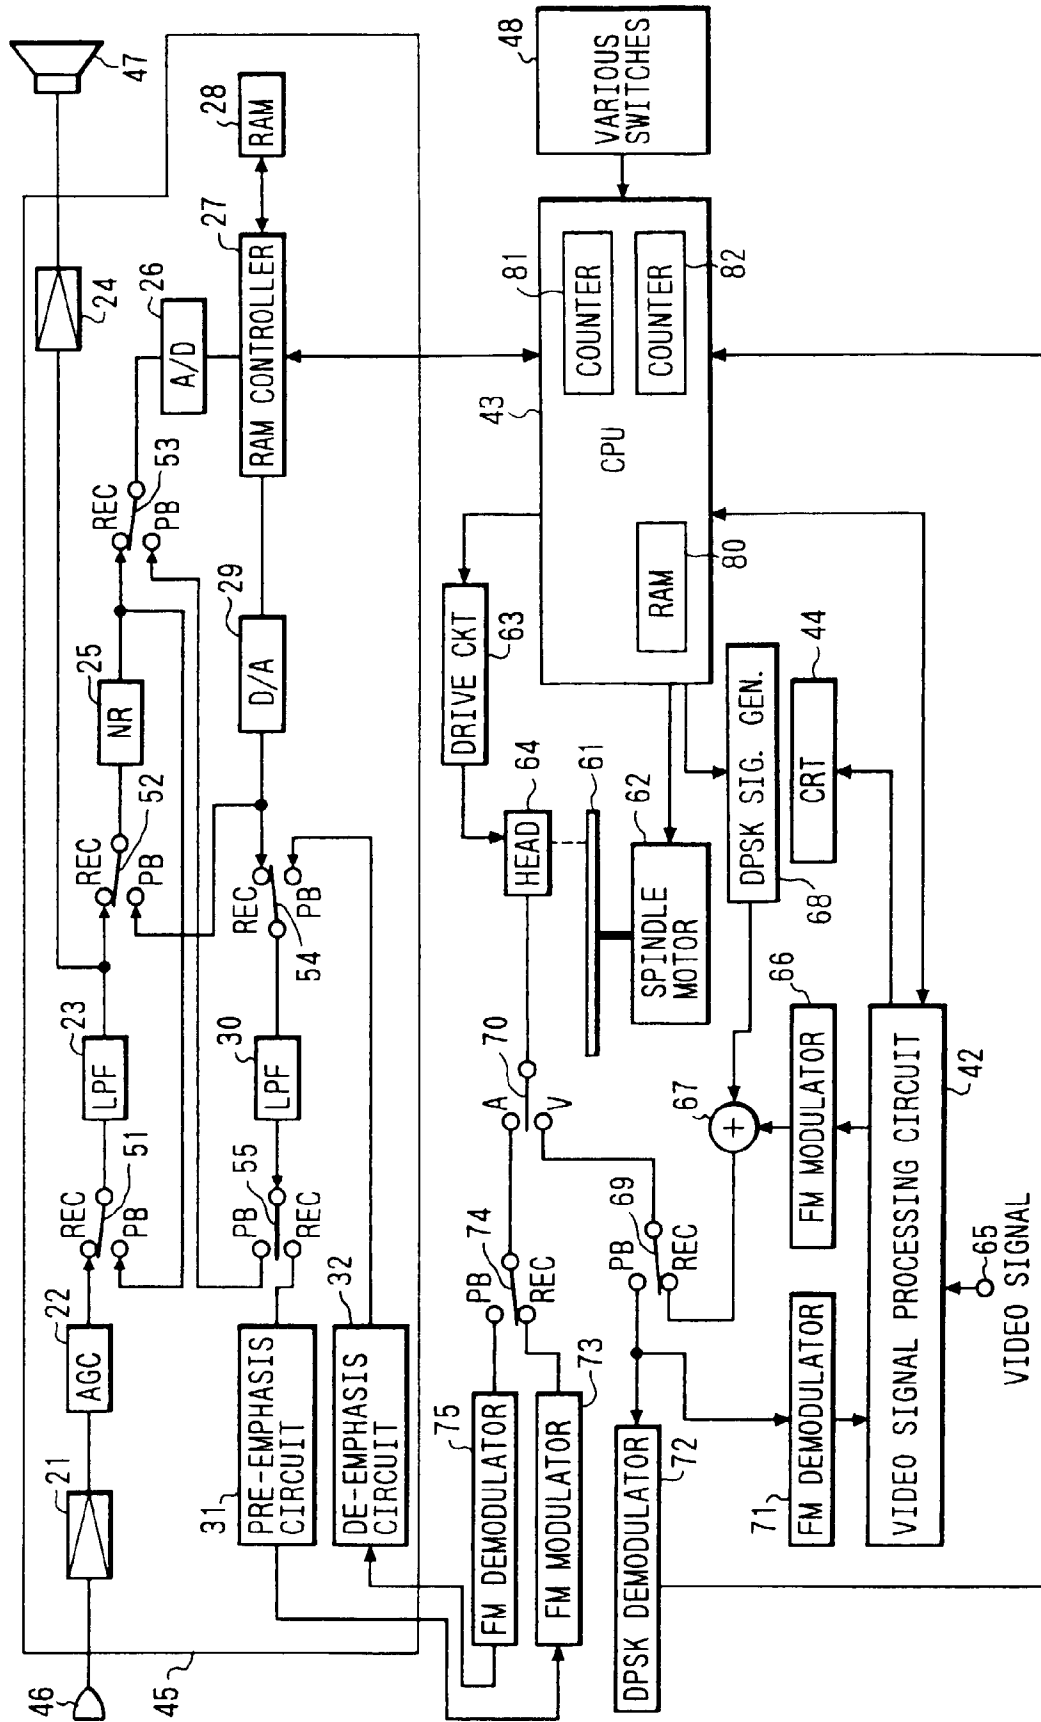 46
21
22
AGC
REC
PB
51
23
LPF
REC
PB
52
25
NR
REC
PB
53
24
26
A/D
47
45
31
PRE-EMPHASIS
CIRCUIT
32
DE-EMPHASIS
CIRCUIT
PB
55
REC
30
LPF
REC
PB
54
29
D/A
27
RAM CONTROLLER
28
RAM
75
FM DEMODULATOR
FM MODULATOR
73
PB
74
REC
A
70
V
64
HEAD
DRIVE CKT
63
61
62
SPINDLE
MOTOR
43
CPU
RAM
80
81
COUNTER
COUNTER
82
48
VARIOUS
SWITCHES
DPSK DEMODULATOR
72
PB
69
REC
67
+
DPSK SIG. GEN.
68
71
FM DEMODULATOR
FM MODULATOR
66
CRT
44
VIDEO SIGNAL PROCESSING CIRCUIT
42
65
VIDEO SIGNAL